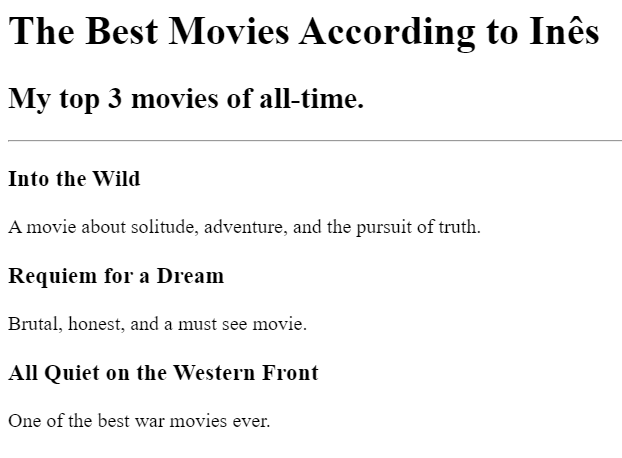 The Best Movies According to Inês
My top 3 movies of all-time.
Into the Wild
A movie about solitude, adventure, and the pursuit of truth.
Requiem for a Dream
Brutal, honest, and a must see movie.
All Quiet on the Western Front
One of the best war movies ever.